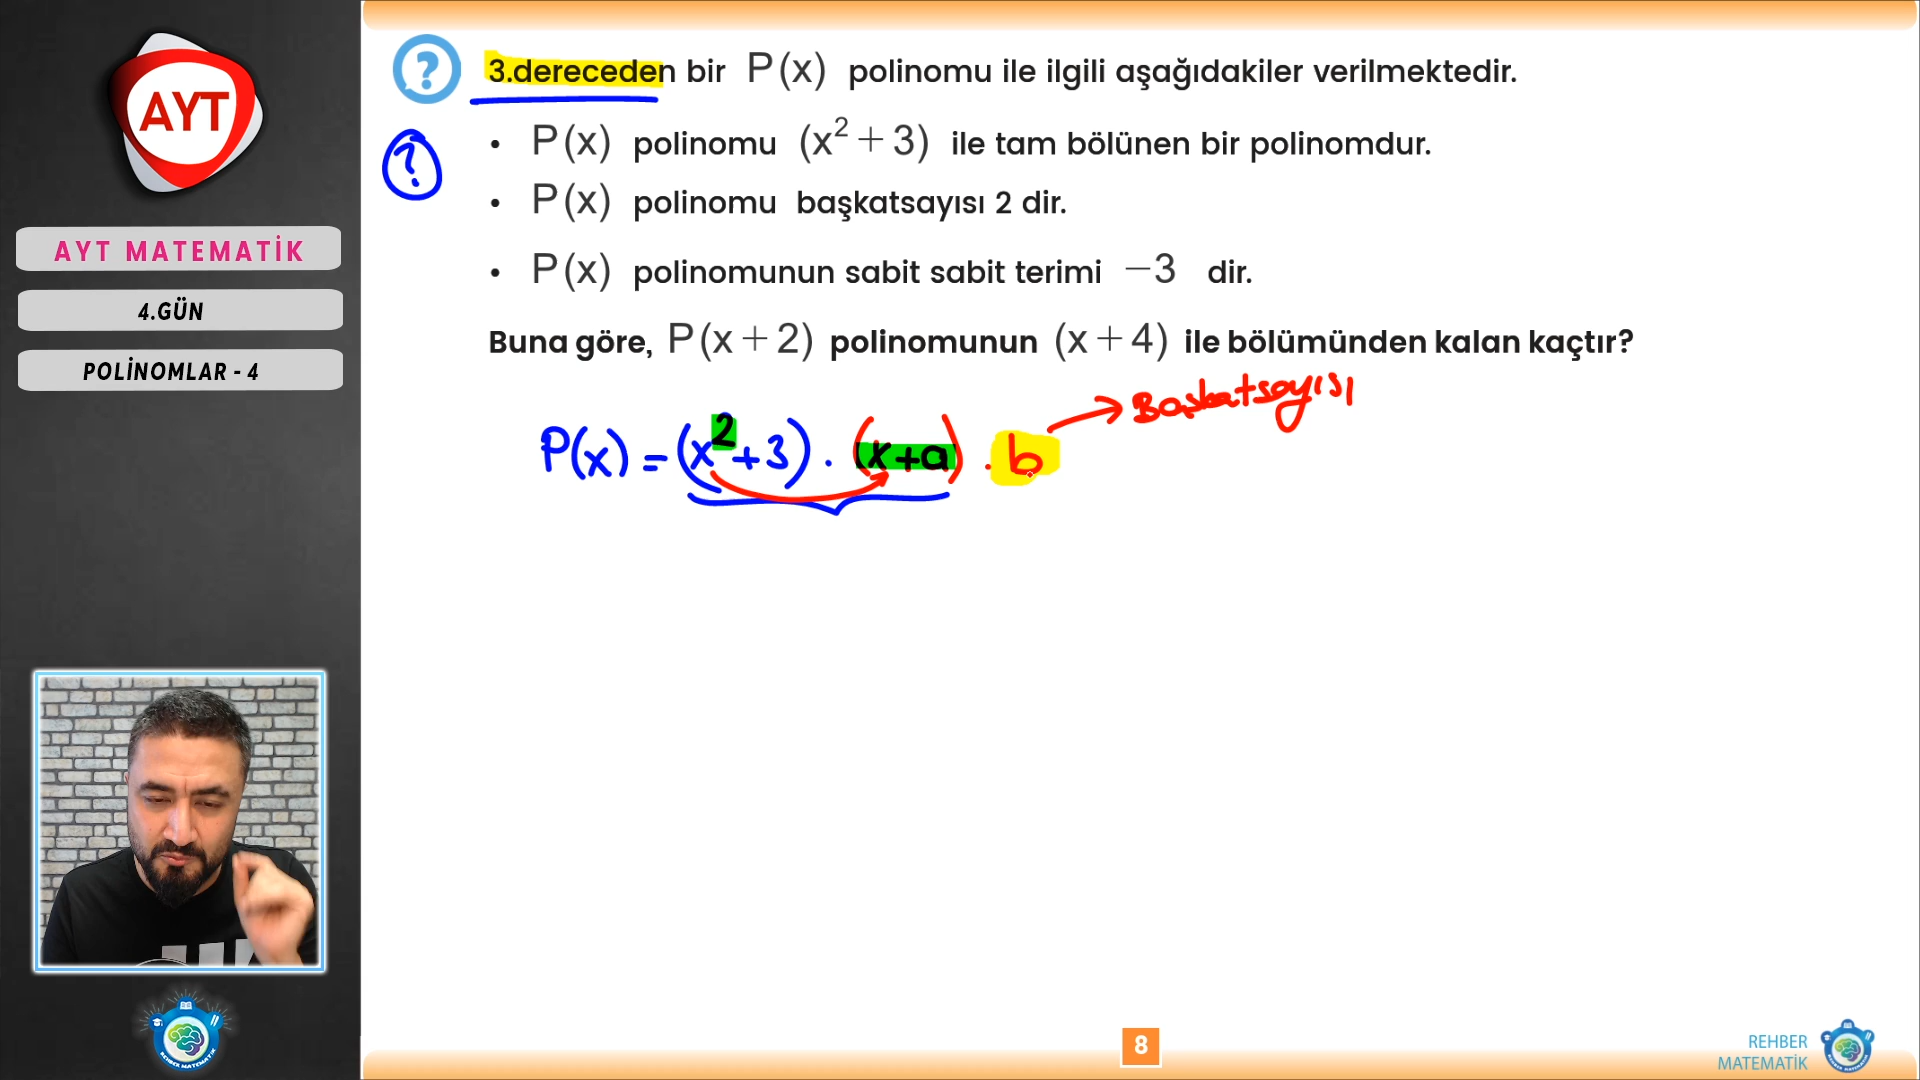 AYT
AYT MATEMATİK
4.GÜN
POLİNOMLAR - 4
3.dereceden bir P(x) polinomu ile ilgili aşağıdakiler verilmektedir.
• P(x) polinomu (x² + 3) ile tam bölünen bir polinomdur.
• P(x) polinomu başkatsayısı 2 dir.
• P(x) polinomunun sabit sabit terimi −3 dir.
Buna göre, P(x + 2) polinomunun (x + 4) ile bölümünden kalan kaçtır?
Başkatsayısı
P(x) = (x² + 3) . (x+a) . b
8
REHBER
MATEMATİK